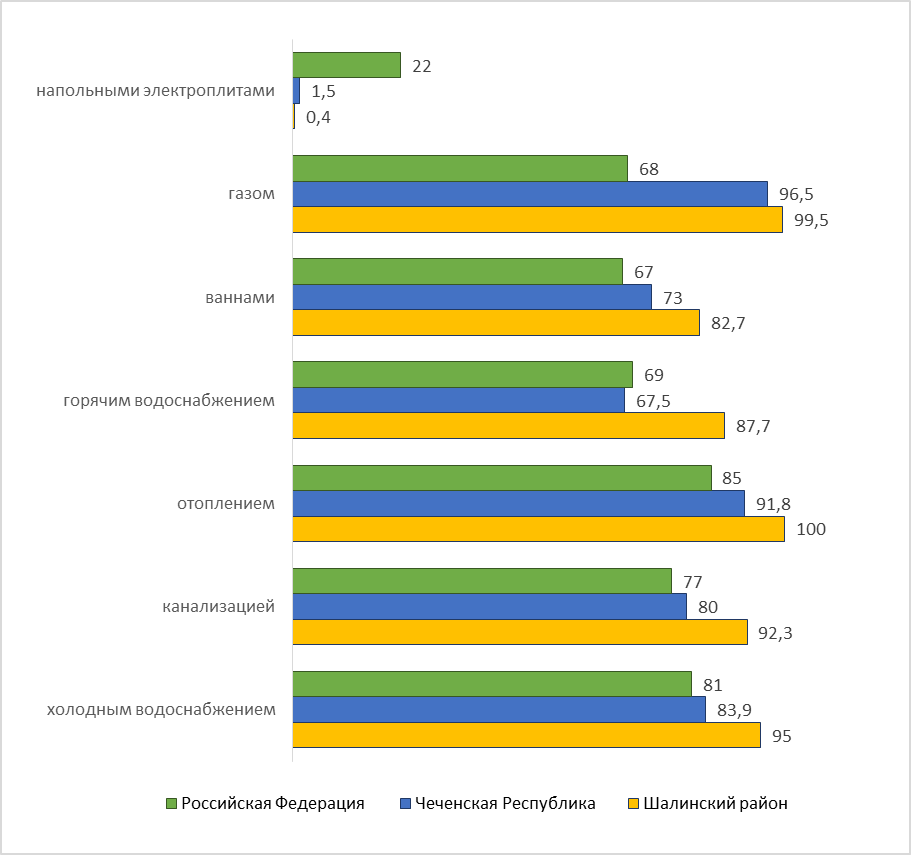 22
напольными электроплитами
1,5
0,4
68
газом
96,5
99,5
67
ваннами
73
82,7
69
горячим водоснабжением
67,5
87,7
85
отоплением
91,8
100
77
канализацией
80
92,3
81
холодным водоснабжением
83,9
95
Российская Федерация Чеченская Республика Шалинский район